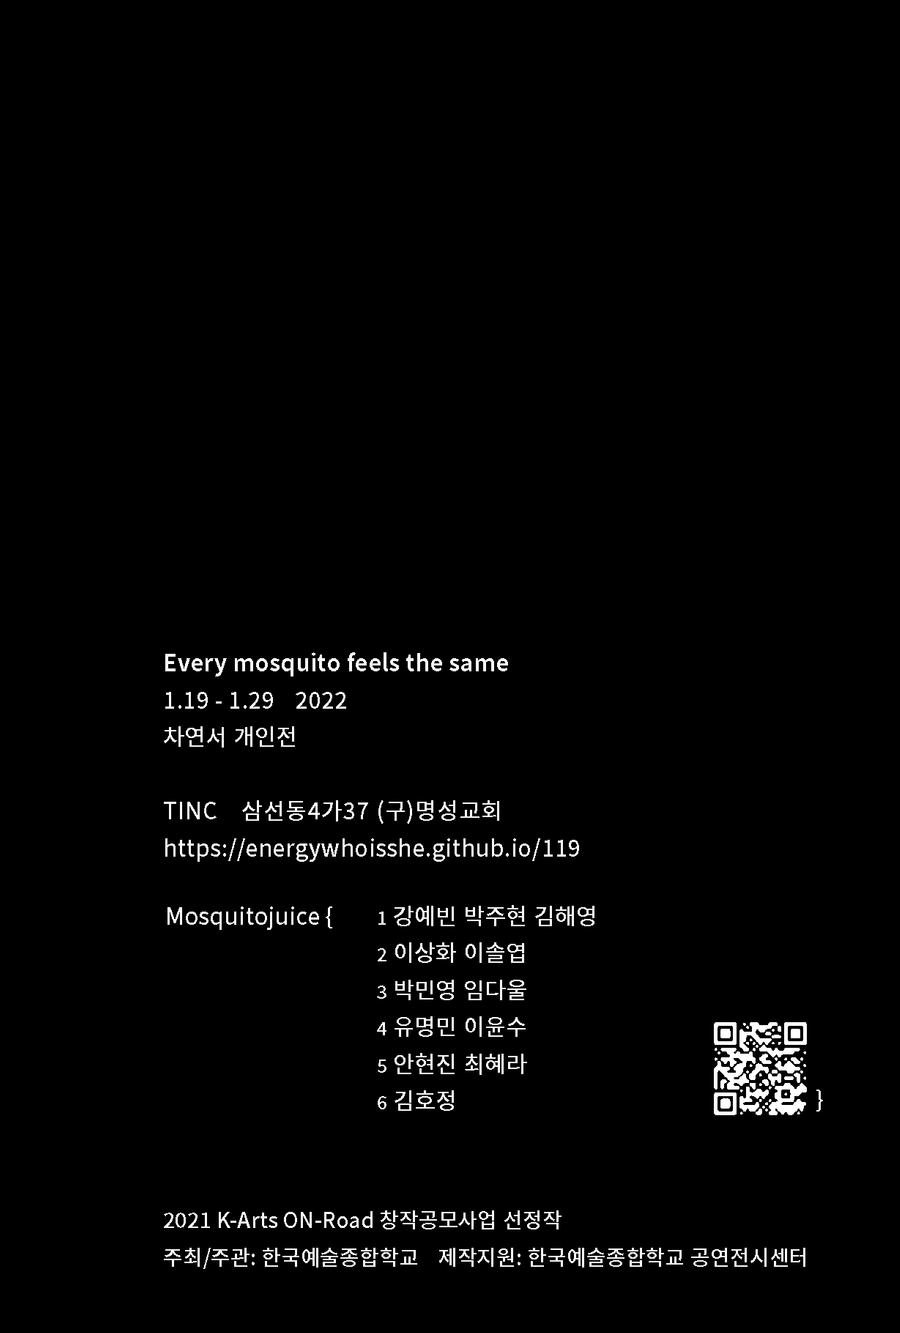 Every mosquito feels the same
1.19 - 1.29 2022
차연서 개인전
TINC 삼선동4가37 (구)명성교회
https://energywhoisshe.github.io/119
Mosquitojuice { 1 강예빈 박주현 김해영
2 이상화 이솔엽
3 박민영 임다울
4 유명민 이윤수
5 안현진 최혜라
6 김호정 }
2021 K-Arts ON-Road 창작공모사업 선정작
주최/주관: 한국예술종합학교 제작지원: 한국예술종합학교 공연전시센터